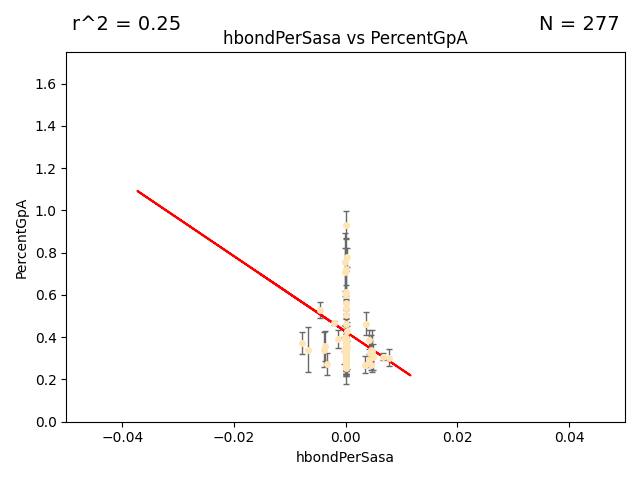 r^2 = 0.25
N = 277
hbondPerSasa vs PercentGpA
1.6
1.4
1.2
1.0
0.8
0.6
0.4
0.2
0.0
PercentGpA
−0.04
−0.02
0.00
0.02
0.04
hbondPerSasa